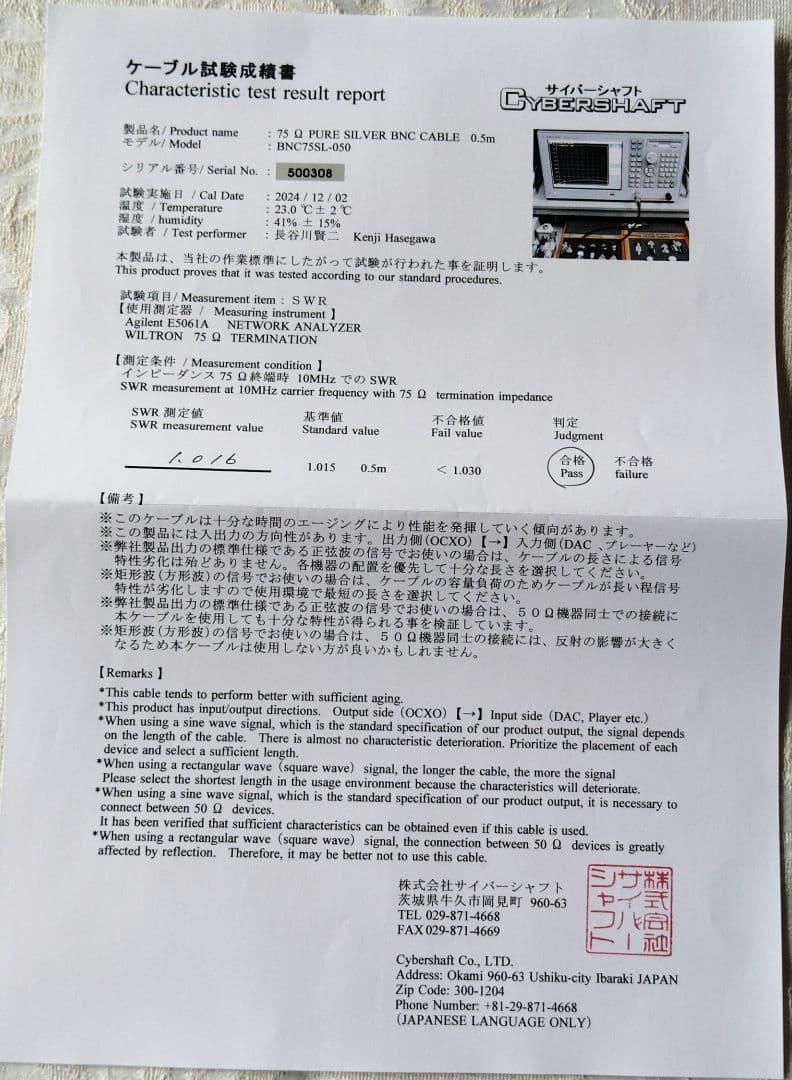 ケーブル試験成績書
Characteristic test result report
サイバーシャフト
CYBERSHAFT
製品名/ Product name : 75 Ω PURE SILVER BNC CABLE 0.5m
モデル/ Model : BNC75SL-050
シリアル番号/ Serial No. : 500308
試験実施日 / Cal Date : 2024 / 12 / 02
温度 / Temperature : 23.0 ℃± 2 ℃
湿度 / humidity : 41% ± 15%
試験者 / Test performer : 長谷川賢二 Kenji Hasegawa
本製品は、当社の作業標準にしたがって試験が行われた事を証明します。
This product proves that it was tested according to our standard procedures.
試験項目/ Measurement item : SWR
【使用測定器 / Measuring instrument 】
Agilent E5061A NETWORK ANALYZER
WILTRON 75 Ω TERMINATION
【測定条件 / Measurement condition 】
インピーダンス 75 Ω終端時 10MHz での SWR
SWR measurement at 10MHz carrier frequency with 75 Ω termination impedance
SWR 測定値 基準値 不合格値 判定
SWR measurement value Standard value Fail value Judgment
1.016 1.015 0.5m < 1.030 合格 不合格
Pass failure
【備考】
※このケーブルは十分な時間のエージングにより性能を発揮していく傾向があります。
※この製品には入出力の方向性があります。出力側(OCXO)【→】入力側(DAC、プレーヤーなど)
※弊社製品出力の標準仕様である正弦波の信号でお使いの場合は、ケーブルの長さによる信号
特性劣化は殆どありません。各機器の配置を優先して十分な長さを選択してください。
※矩形波(方形波)の信号でお使いの場合は、ケーブルの容量負荷のためケーブルが長い程信号
特性が劣化しますので使用環境で最短の長さを選択してください。
※弊社製品出力の標準仕様である正弦波の信号でお使いの場合は、50Ω機器同士での接続に
本ケーブルを使用しても十分な特性が得られる事を検証しています。
※矩形波(方形波)の信号でお使いの場合は、50Ω機器同士の接続には、反射の影響が大きく
なるため本ケーブルは使用しない方が良いかもしれません。
【Remarks 】
*This cable tends to perform better with sufficient aging.
*This product has input/output directions. Output side (OCXO)【→】Input side (DAC, Player etc.)
*When using a sine wave signal, which is the standard specification of our product output, the signal depends
on the length of the cable. There is almost no characteristic deterioration. Prioritize the placement of each
device and select a sufficient length.
*When using a rectangular wave (square wave) signal, the longer the cable, the more the signal
Please select the shortest length in the usage environment because the characteristics will deteriorate.
*When using a sine wave signal, which is the standard specification of our product output, it is necessary to
connect between 50 Ω devices.
It has been verified that sufficient characteristics can be obtained even if this cable is used.
*When using a rectangular wave (square wave) signal, the connection between 50 Ω devices is greatly
affected by reflection. Therefore, it may be better not to use this cable.
株式会社サイバーシャフト
茨城県牛久市岡見町 960-63
TEL 029-871-4668
FAX 029-871-4669
株式会社
サイバー
シャフト
Cybershaft Co., LTD.
Address: Okami 960-63 Ushiku-city Ibaraki JAPAN
Zip Code: 300-1204
Phone Number: +81-29-871-4668
(JAPANESE LANGUAGE ONLY)